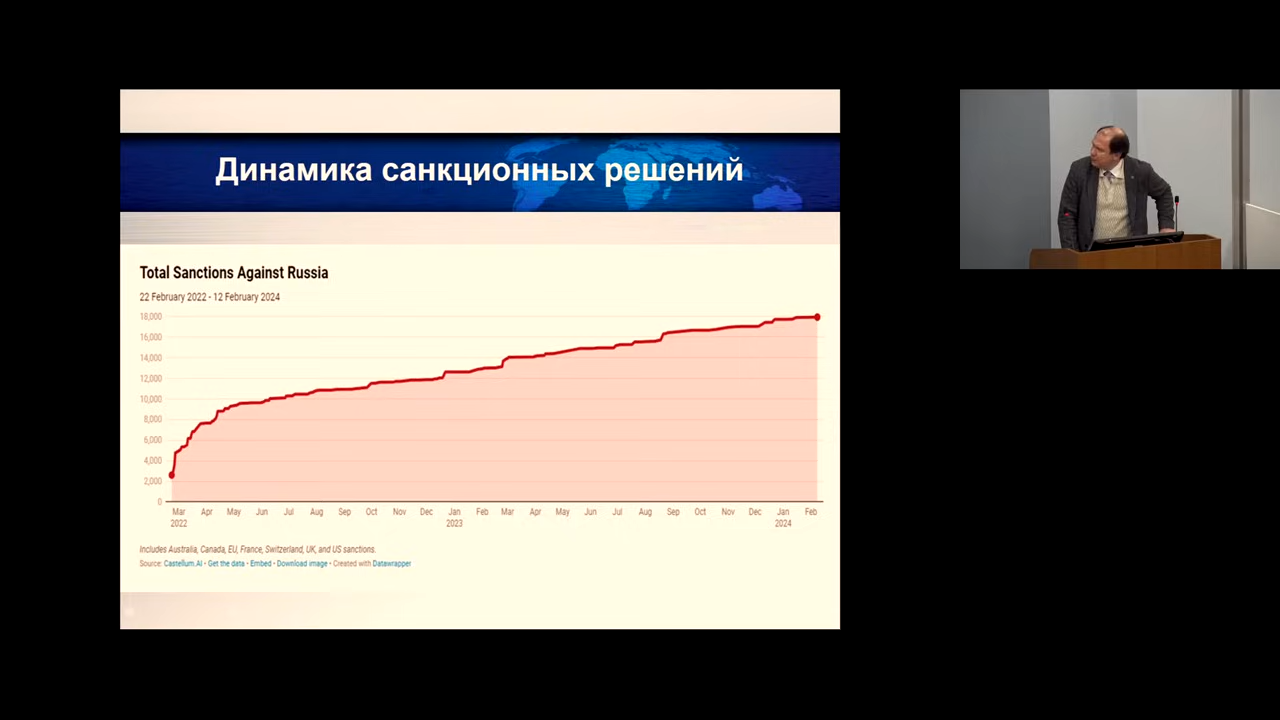 Динамика санкционных решений
Total Sanctions Against Russia
22 February 2022 - 12 February 2024
18,000
16,000
14,000
12,000
10,000
8,000
6,000
4,000
2,000
0
Mar Apr May Jun Jul Aug Sep Oct Nov Dec Jan Feb Mar Apr May Jun Jul Aug Sep Oct Nov Dec Jan Feb
2022 2023 2024
Includes Australia, Canada, EU, France, Switzerland, UK, and US sanctions.
Source: Castellum.AI • Get the data • Embed • Download image • Created with Datawrapper